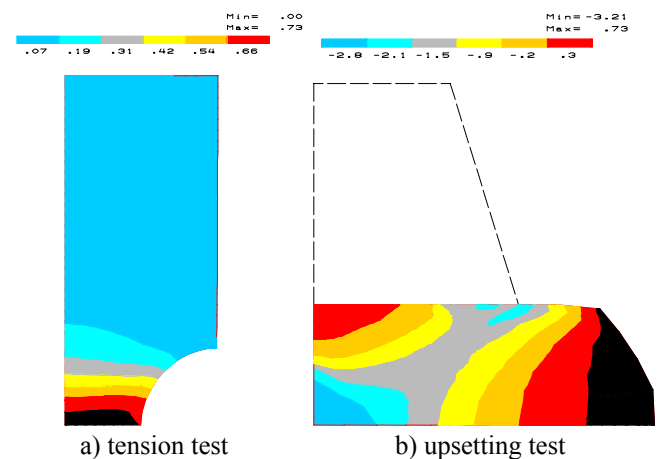 Min= .00
Max= .73
.07 .19 .31 .42 .54 .66
Min= -3.21
Max= .73
-2.8 -2.1 -1.5 -.9 -.2 .3
a) tension test
b) upsetting test